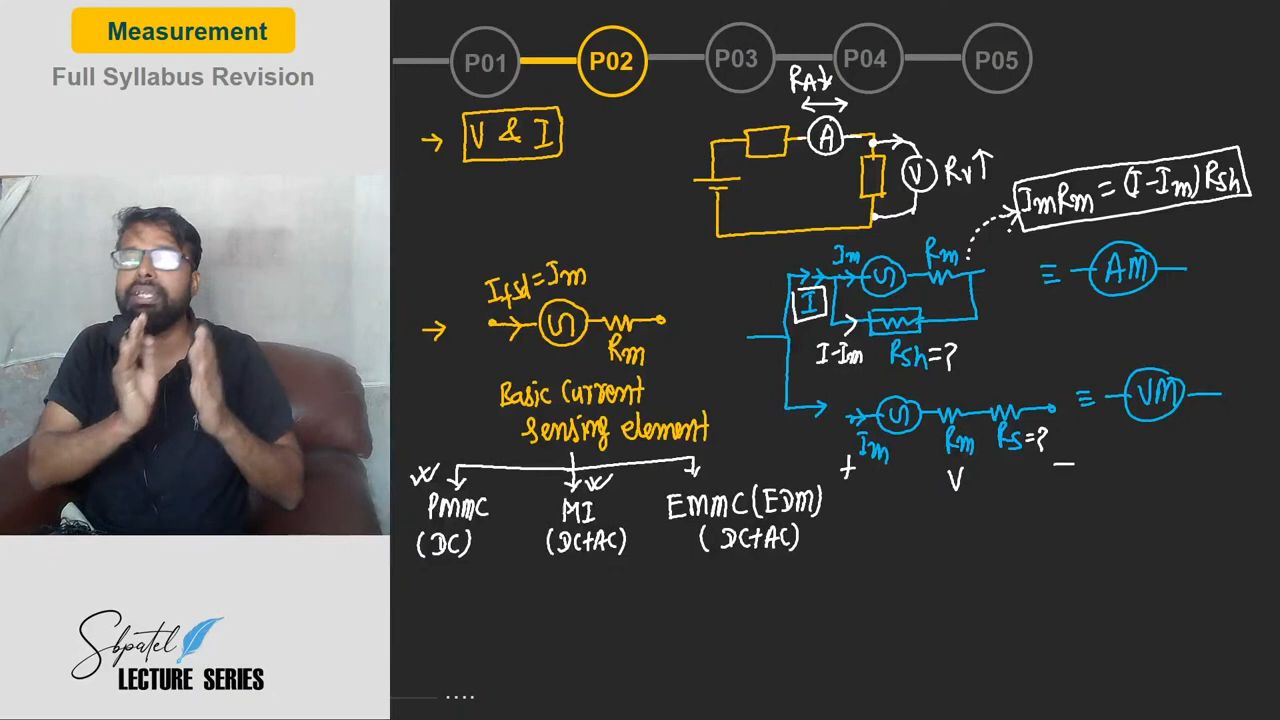 Measurement
Full Syllabus Revision
P01
P02
P03
P04
P05
→ V & I
RA↓
A
V
RV↑
ImRm = (I-Im)Rsh
→ Ifsd = Im
Rm
Basic Current
Sensing element
PMMC
(DC)
MI
(DC+AC)
EMMC (EDM)
(DC+AC)
I
Im
Rm
I-Im
Rsh=?
≡ AM
Im
Rm
Rs=?
≡ VM
+ V −
Sbpatel
LECTURE SERIES
....